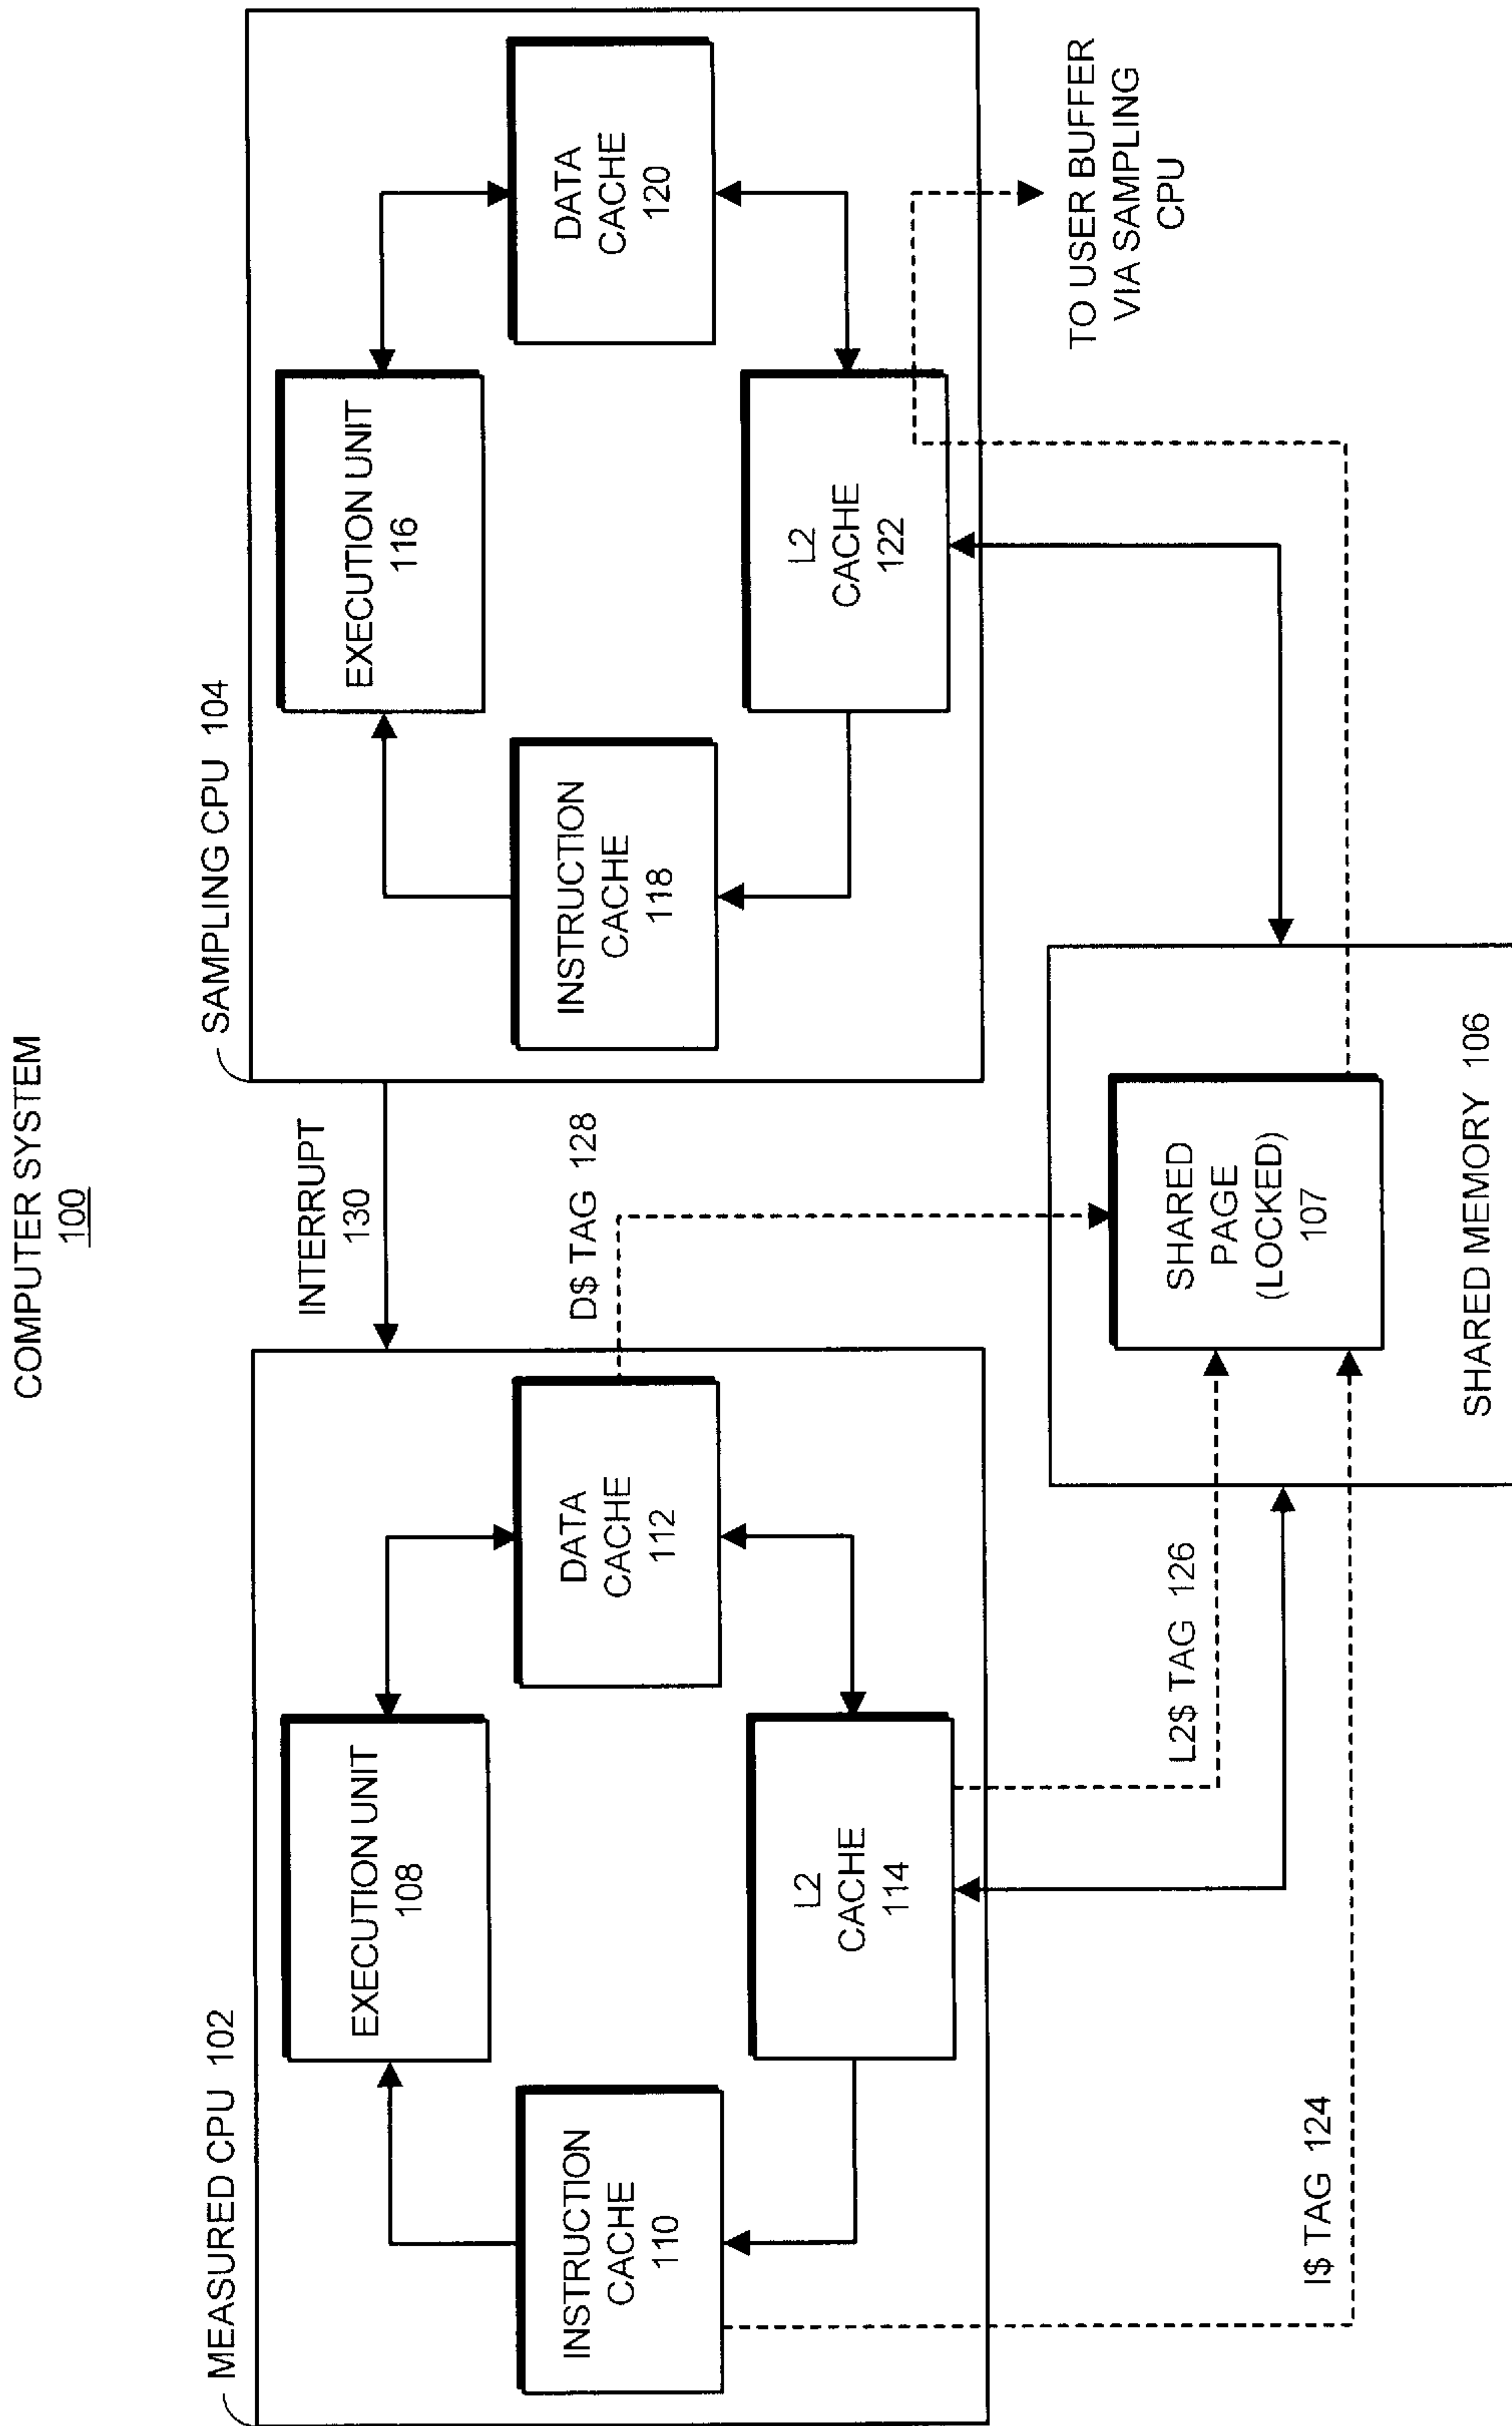 COMPUTER SYSTEM
100
MEASURED CPU 102
EXECUTION UNIT
108
INSTRUCTION
CACHE
110
DATA
CACHE
112
L2
CACHE
114
INTERRUPT
130
SAMPLING CPU 104
EXECUTION UNIT
116
INSTRUCTION
CACHE
118
DATA
CACHE
120
L2
CACHE
122
D$ TAG 128
L2$ TAG 126
I$ TAG 124
SHARED
PAGE
(LOCKED)
107
SHARED MEMORY 106
TO USER BUFFER
VIA SAMPLING
CPU